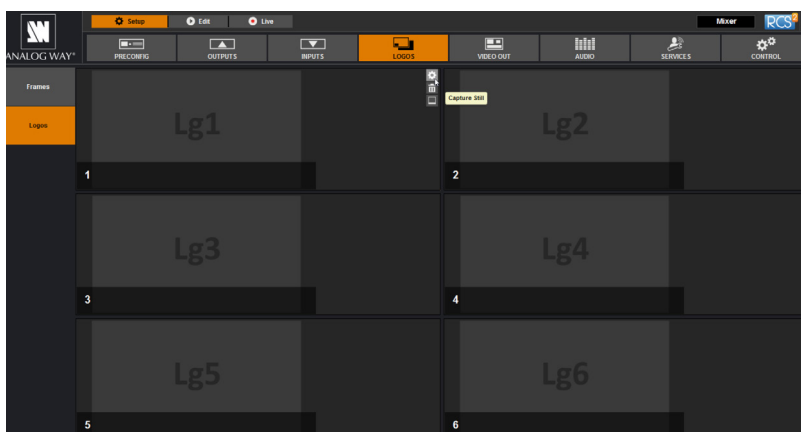 Setup Edit Live Mixer RCS²
ANALOG WAY®
PRECONFIG OUTPUTS INPUTS LOGOS VIDEO OUT AUDIO SERVICES CONTROL
Frames
Logos
Capture Still
Lg1 Lg2
1 2
Lg3 Lg4
3 4
Lg5 Lg6
5 6